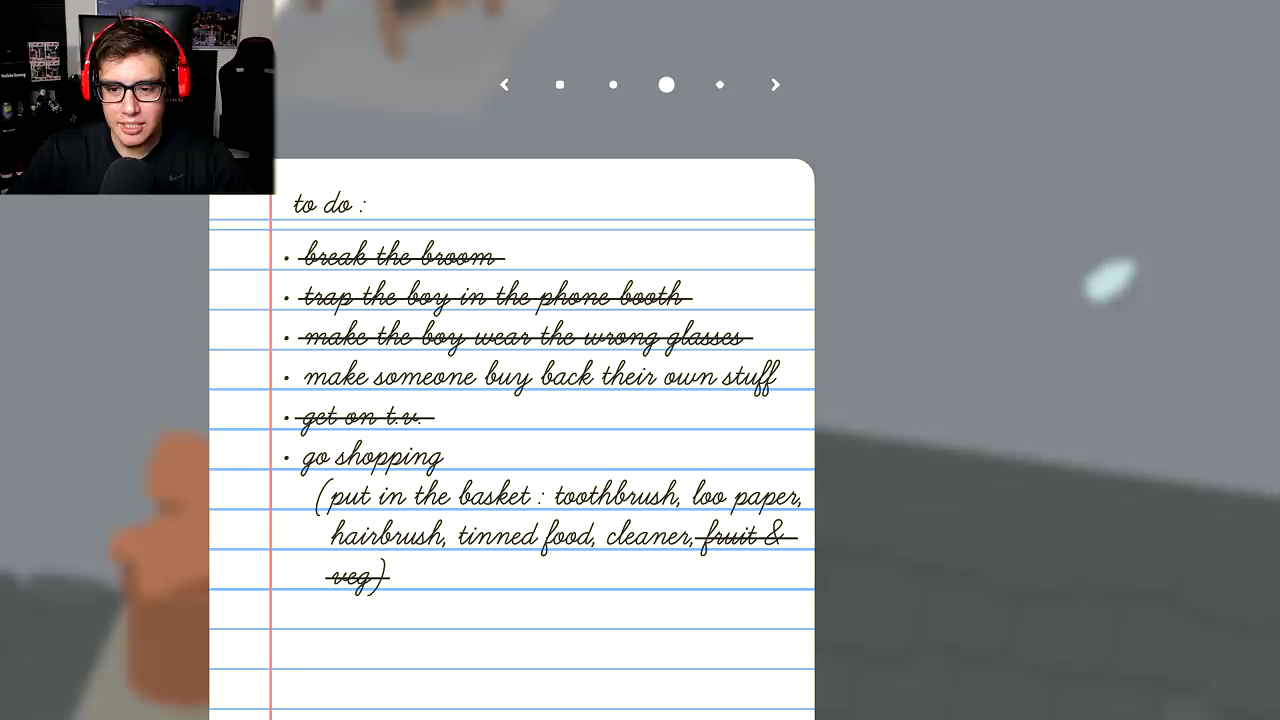 to do :
• break the broom
• trap the boy in the phone booth
• make the boy wear the wrong glasses
• make someone buy back their own stuff
• get on t.v.
• go shopping
(put in the basket : toothbrush, loo paper,
hairbrush, tinned food, cleaner, fruit &
veg)